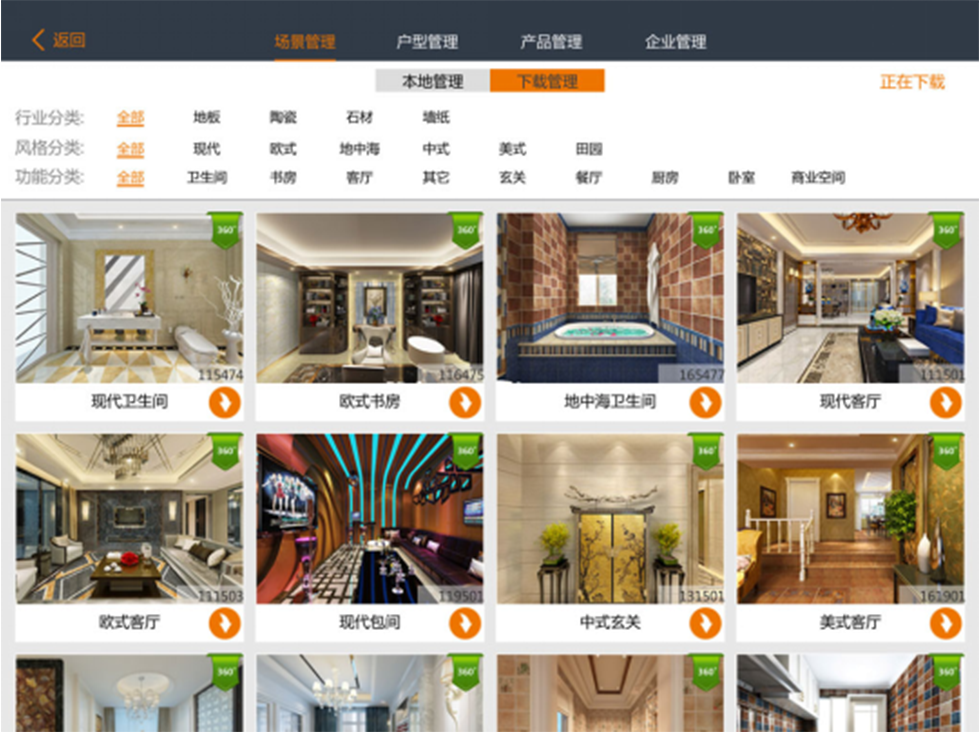 返回 场景管理 户型管理 产品管理 企业管理
本地管理 下载管理 正在下载
行业分类: 全部 地板 陶瓷 石材 墙纸
风格分类: 全部 现代 欧式 地中海 中式 美式 田园
功能分类: 全部 卫生间 书房 客厅 其它 玄关 餐厅 厨房 卧室 商业空间
360° 360° 360° 360°
115474 116475 165477 111501
现代卫生间 欧式书房 地中海卫生间 现代客厅
360° 360° 360° 360°
111503 119501 131501 161901
欧式客厅 现代包间 中式玄关 美式客厅
360° 360° 360° 360°